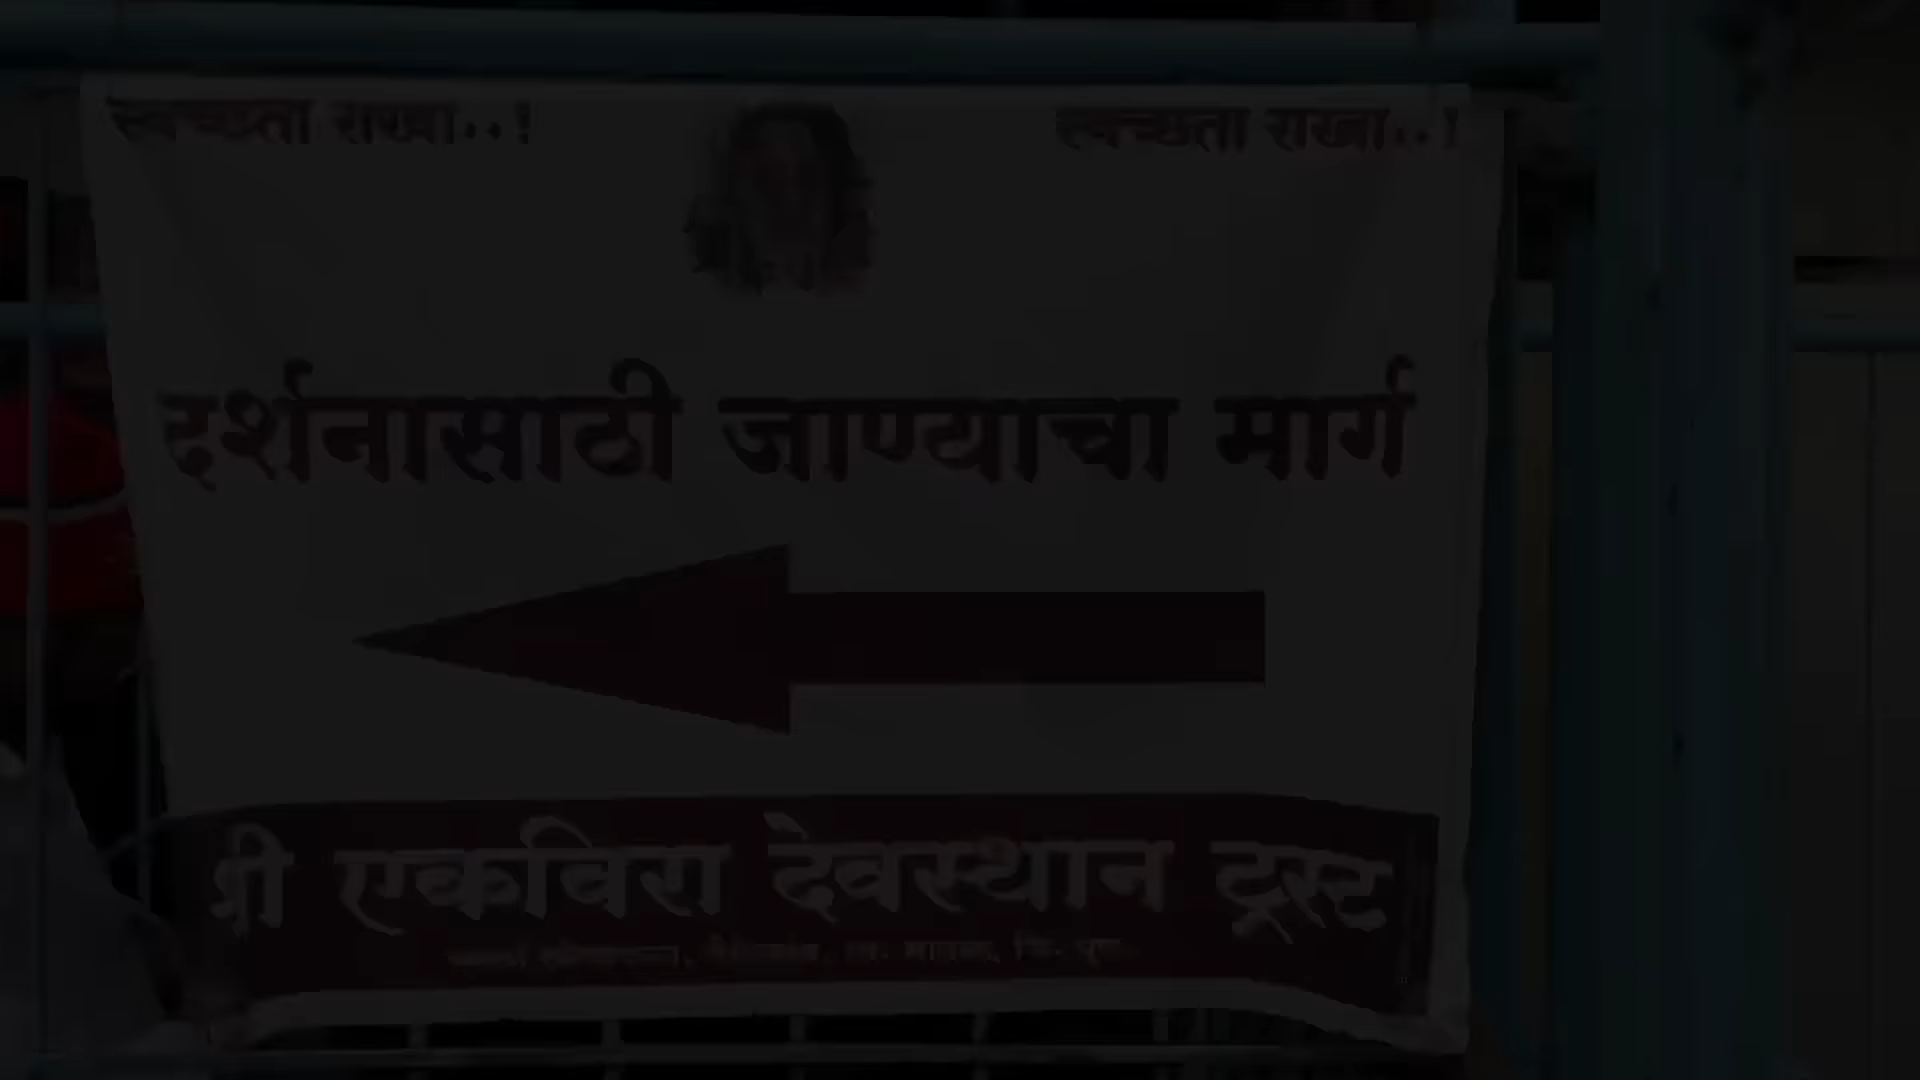 स्वच्छता राखा..! स्वच्छता राखा..!
दर्शनासाठी जाण्याचा मार्ग
श्री एकविरा देवस्थान ट्रस्ट